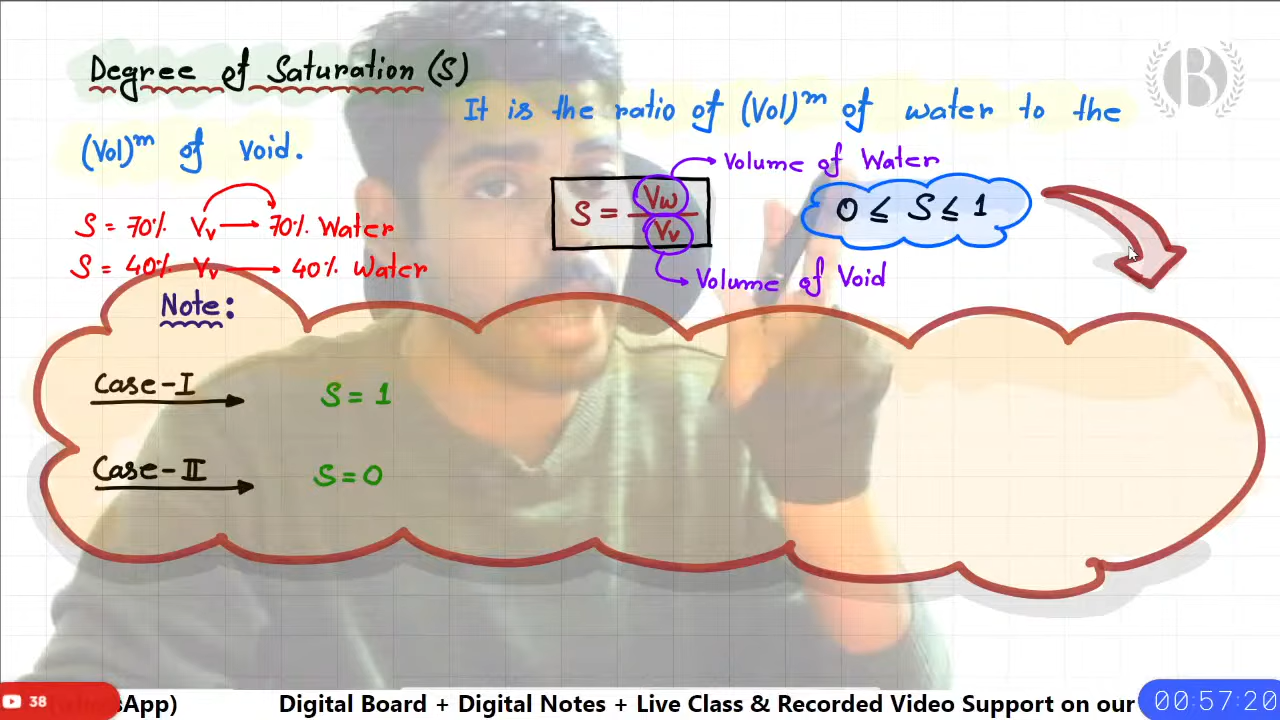 Degree of Saturation (S)
It is the ratio of (Vol)ᵐ of water to the
(Vol)ᵐ of void.
Volume of Water
S = 70% Vᵥ → 70% Water
S = Vw / Vv
0 ≤ S ≤ 1
S = 40% Vᵥ → 40% Water
Volume of Void
Note:
Case-I → S = 1
Case-II → S=0
38
App)
Digital Board + Digital Notes + Live Class & Recorded Video Support on our
00:57:20
B